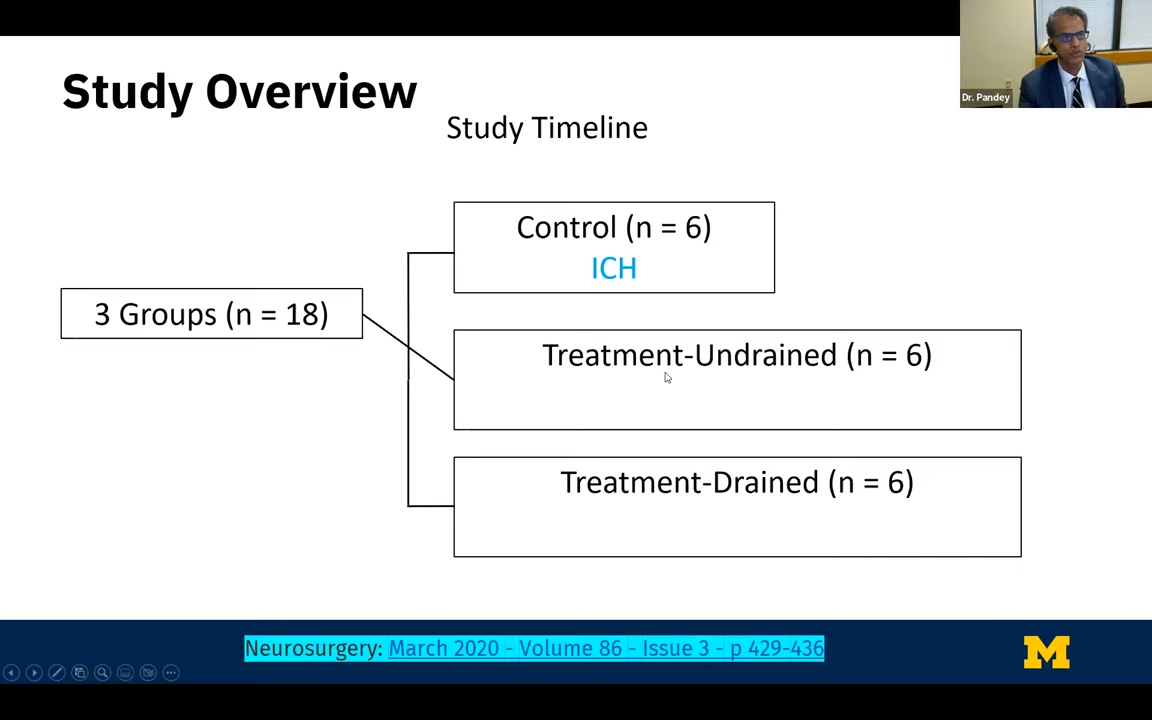 Study Overview
Dr. Pandey
Study Timeline
Control (n = 6)
ICH
3 Groups (n = 18)
Treatment-Undrained (n = 6)
Treatment-Drained (n = 6)
Neurosurgery: March 2020 - Volume 86 - Issue 3 - p 429-436
M